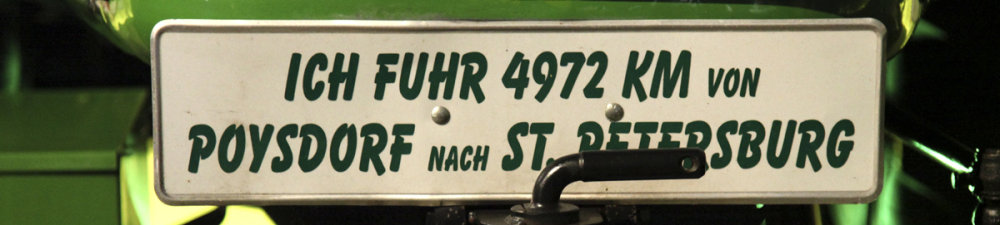 ICH FUHR 4972 KM VON
POYSDORF NACH ST. PETERSBURG